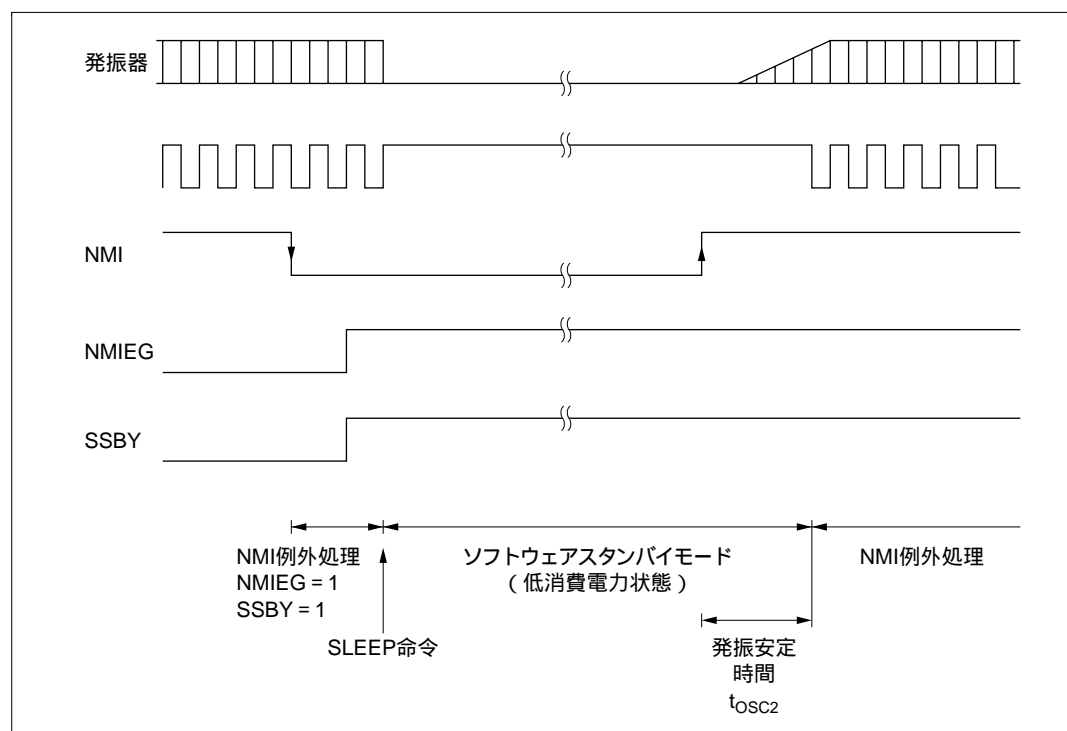 発振器
NMI
NMIEG
SSBY
NMI例外処理
NMIEG = 1
SSBY = 1
SLEEP命令
ソフトウェアスタンバイモード
(低消費電力状態)
NMI例外処理
発振安定
時間
tOSC2